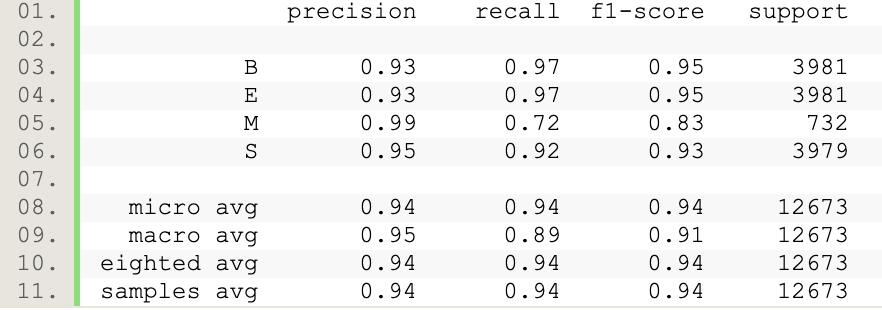 01. precision recall f1-score support
02.
03. B 0.93 0.97 0.95 3981
04. E 0.93 0.97 0.95 3981
05. M 0.99 0.72 0.83 732
06. S 0.95 0.92 0.93 3979
07.
08. micro avg 0.94 0.94 0.94 12673
09. macro avg 0.95 0.89 0.91 12673
10. eighted avg 0.94 0.94 0.94 12673
11. samples avg 0.94 0.94 0.94 12673